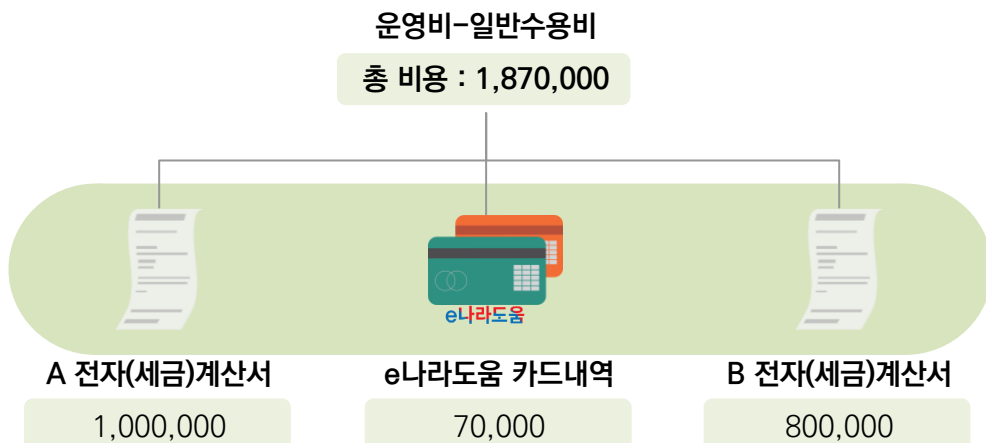 운영비-일반수용비
총 비용 : 1,870,000
e나라도움
A 전자(세금)계산서
e나라도움 카드내역
B 전자(세금)계산서
1,000,000
70,000
800,000